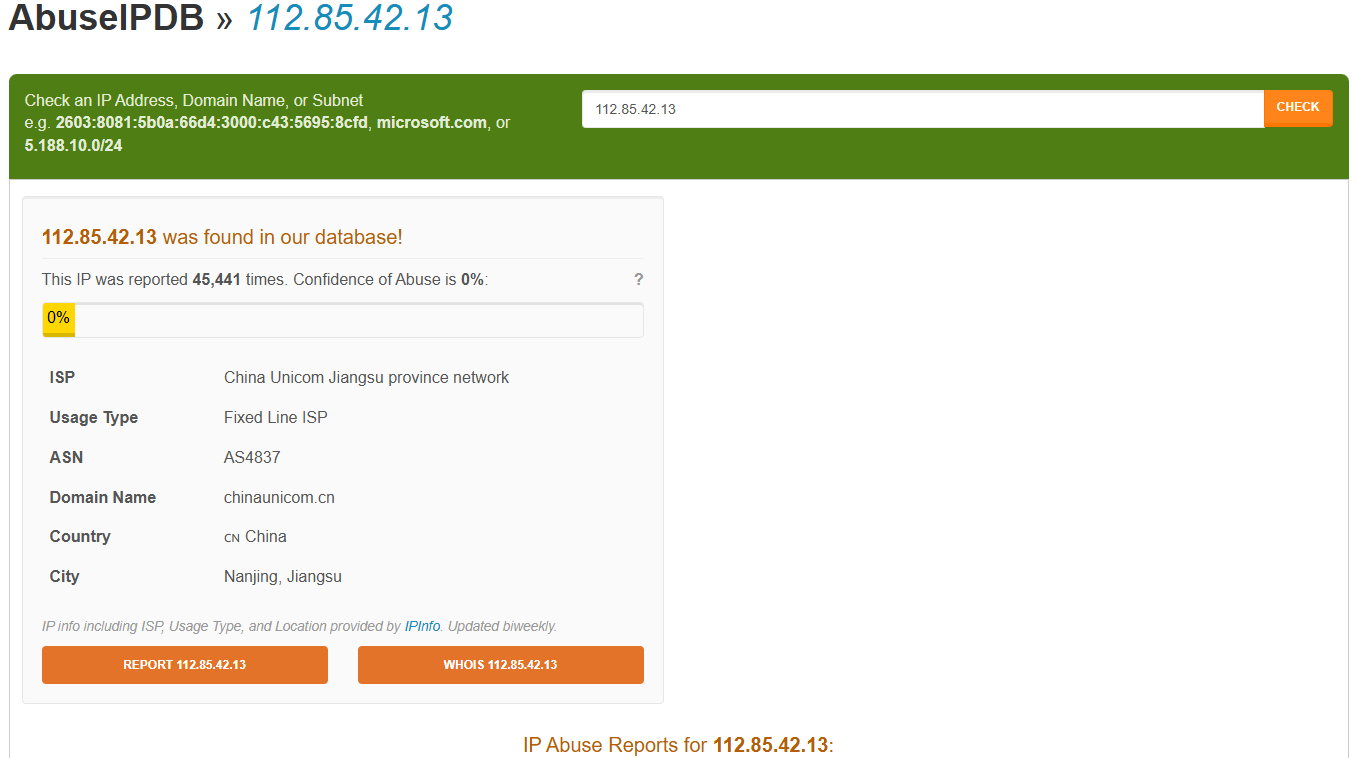 AbuseIPDB » 112.85.42.13
Check an IP Address, Domain Name, or Subnet
e.g. 2603:8081:5b0a:66d4:3000:c43:5695:8cfd, microsoft.com, or
5.188.10.0/24
112.85.42.13
CHECK
112.85.42.13 was found in our database!
This IP was reported 45,441 times. Confidence of Abuse is 0%: ?
0%
ISP China Unicom Jiangsu province network
Usage Type Fixed Line ISP
ASN AS4837
Domain Name chinaunicom.cn
Country CN China
City Nanjing, Jiangsu
IP info including ISP, Usage Type, and Location provided by IPInfo. Updated biweekly.
REPORT 112.85.42.13
WHOIS 112.85.42.13
IP Abuse Reports for 112.85.42.13: